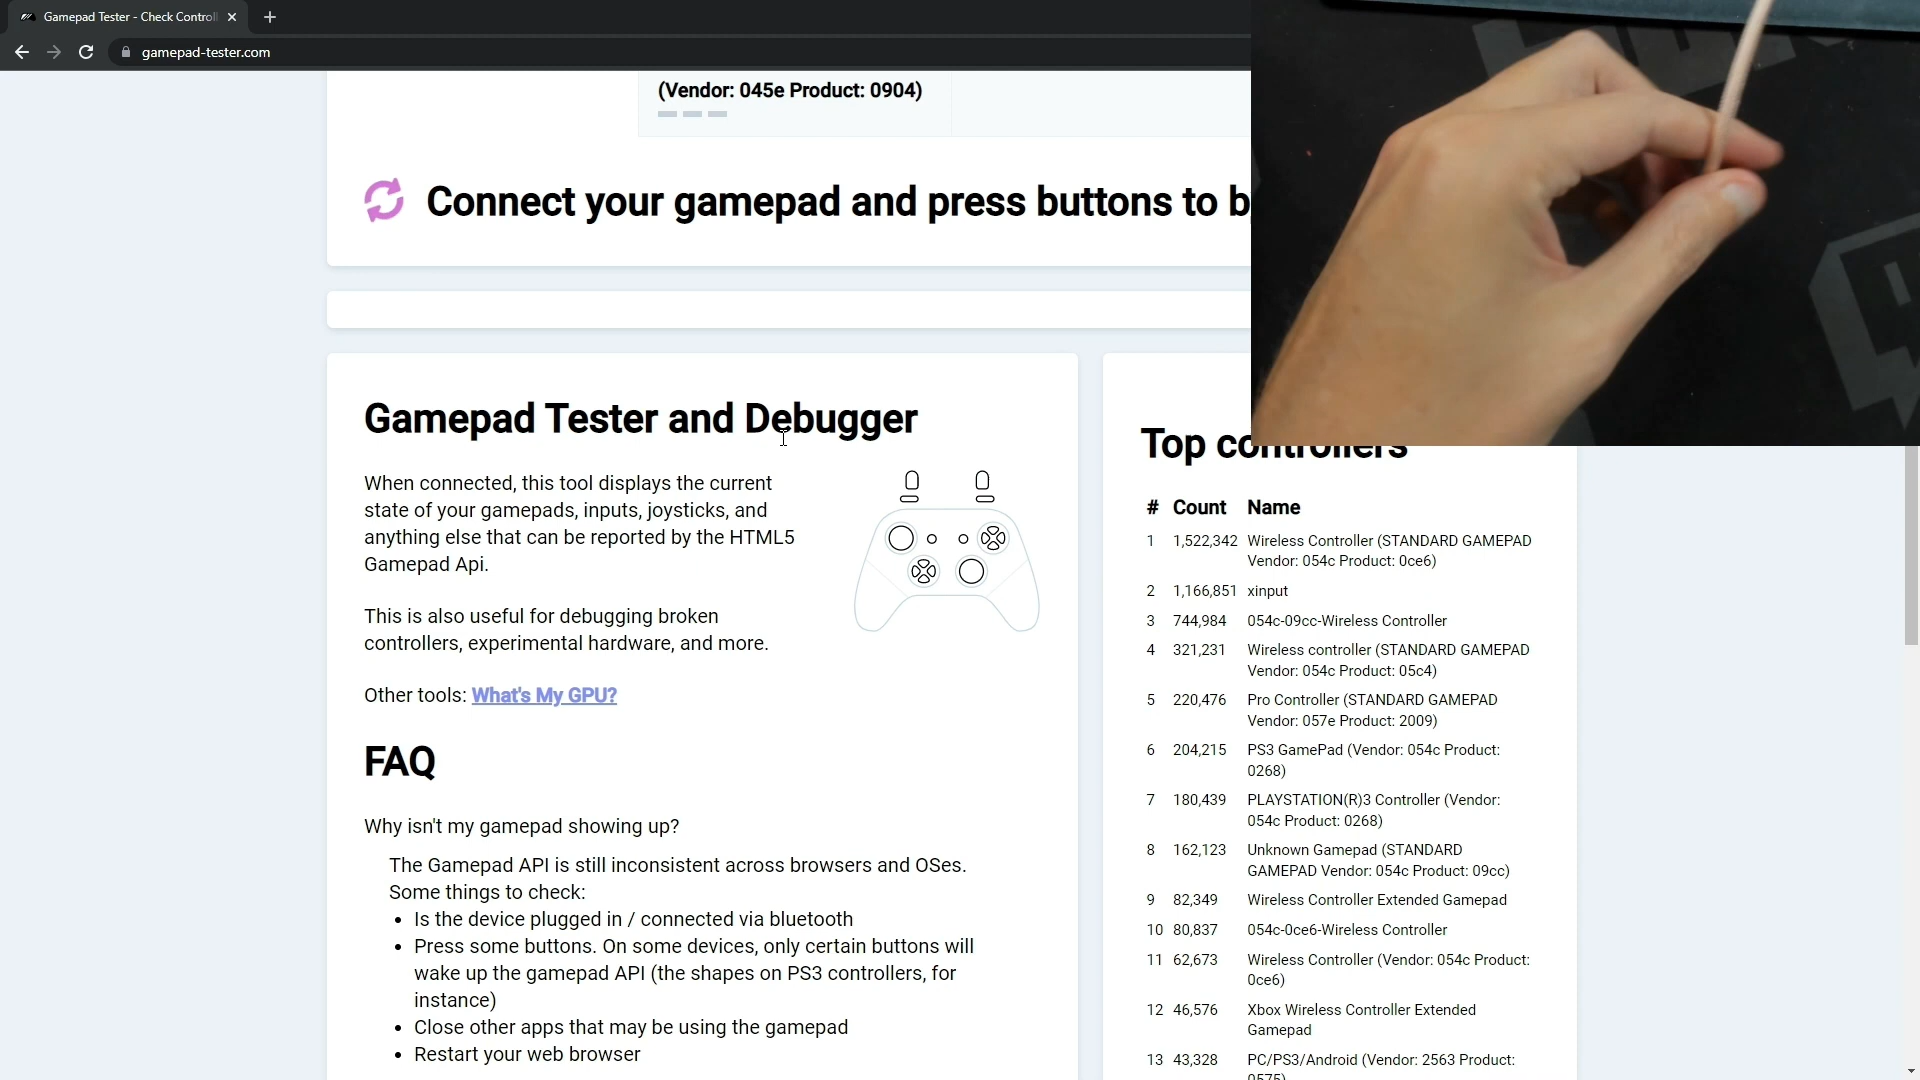 Gamepad Tester - Check Control
gamepad-tester.com
(Vendor: 045e Product: 0904)
Connect your gamepad and press buttons to b
Gamepad Tester and Debugger
When connected, this tool displays the current
state of your gamepads, inputs, joysticks, and
anything else that can be reported by the HTML5
Gamepad Api.
This is also useful for debugging broken
controllers, experimental hardware, and more.
Other tools: What's My GPU?
FAQ
Why isn't my gamepad showing up?
The Gamepad API is still inconsistent across browsers and OSes.
Some things to check:
• Is the device plugged in / connected via bluetooth
• Press some buttons. On some devices, only certain buttons will
wake up the gamepad API (the shapes on PS3 controllers, for
instance)
• Close other apps that may be using the gamepad
• Restart your web browser
Top controllers
# Count Name
1 1,522,342 Wireless Controller (STANDARD GAMEPAD
Vendor: 054c Product: 0ce6)
2 1,166,851 xinput
3 744,984 054c-09cc-Wireless Controller
4 321,231 Wireless controller (STANDARD GAMEPAD
Vendor: 054c Product: 05c4)
5 220,476 Pro Controller (STANDARD GAMEPAD
Vendor: 057e Product: 2009)
6 204,215 PS3 GamePad (Vendor: 054c Product:
0268)
7 180,439 PLAYSTATION(R)3 Controller (Vendor:
054c Product: 0268)
8 162,123 Unknown Gamepad (STANDARD
GAMEPAD Vendor: 054c Product: 09cc)
9 82,349 Wireless Controller Extended Gamepad
10 80,837 054c-0ce6-Wireless Controller
11 62,673 Wireless Controller (Vendor: 054c Product:
0ce6)
12 46,576 Xbox Wireless Controller Extended
Gamepad
13 43,328 PC/PS3/Android (Vendor: 2563 Product:
0575)